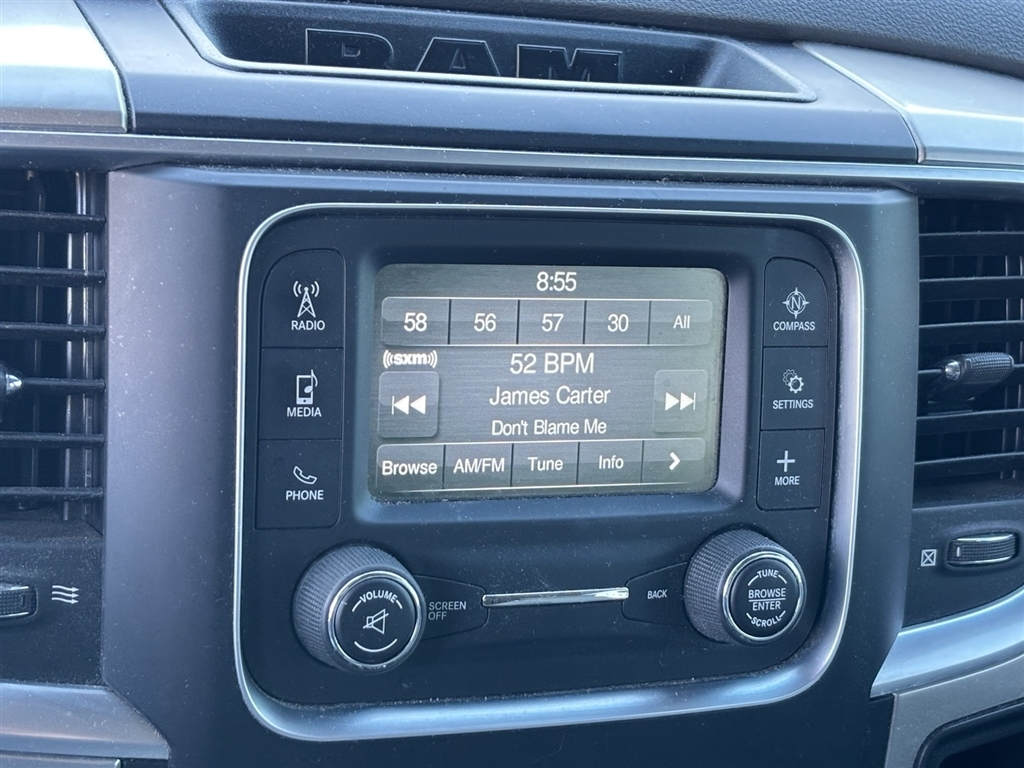 RAM
8:55
58 56 57 30 All
((sxm))
52 BPM
James Carter
Don't Blame Me
Browse AM/FM Tune Info >
RADIO
MEDIA
PHONE
N
COMPASS
SETTINGS
+
MORE
VOLUME
SCREEN
OFF
BACK
TUNE
BROWSE
ENTER
SCROLL